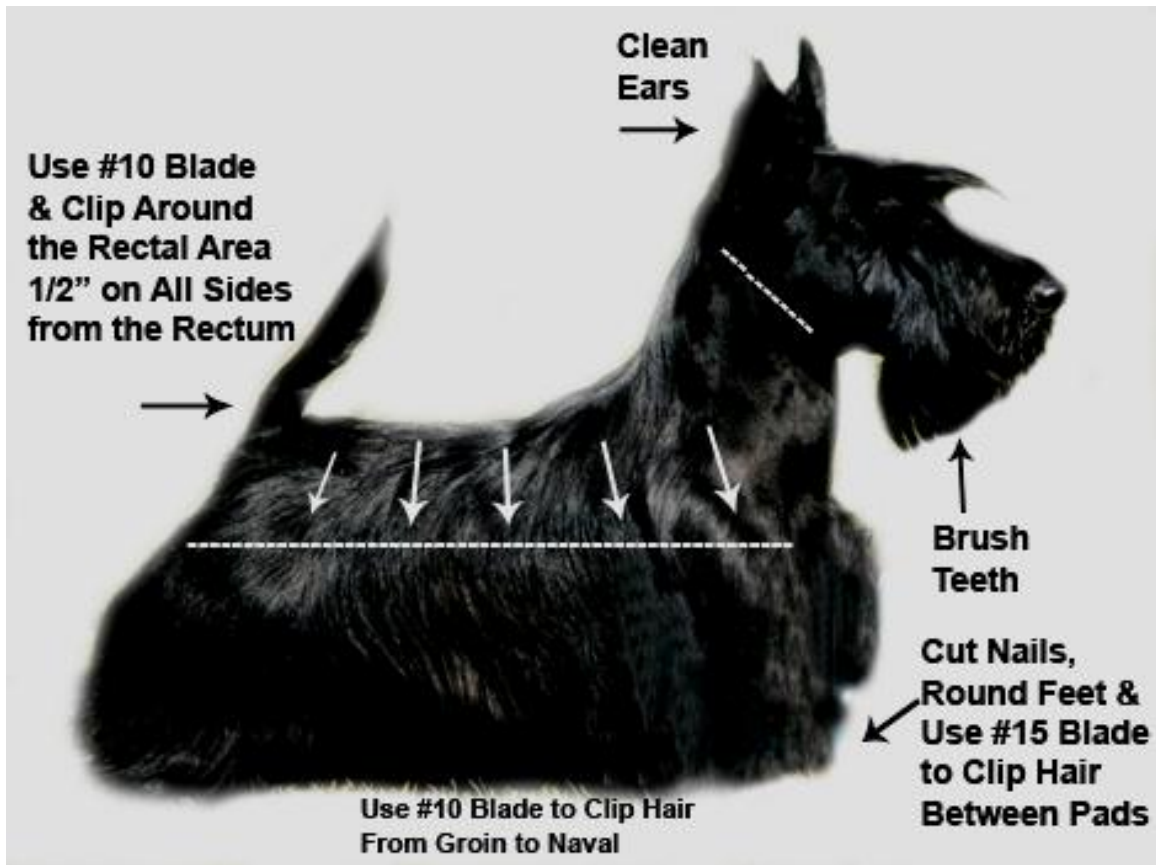 Clean
Ears
Use #10 Blade
& Clip Around
the Rectal Area
1/2” on All Sides
from the Rectum
Brush
Teeth
Cut Nails,
Round Feet &
Use #15 Blade
to Clip Hair
Between Pads
Use #10 Blade to Clip Hair
From Groin to Naval